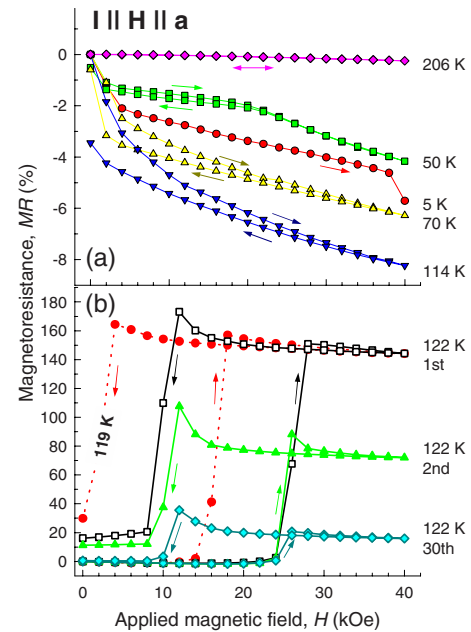 I || H || a
0
-2
-4
-6
-8
206 K
50 K
5 K
70 K
114 K
(a)
Magnetoresistance, MR (%)
(b)
180
160
140
120
100
80
60
40
20
0
119 K
122 K
1st
122 K
2nd
122 K
30th
0
10
20
30
40
Applied magnetic field, H (kOe)